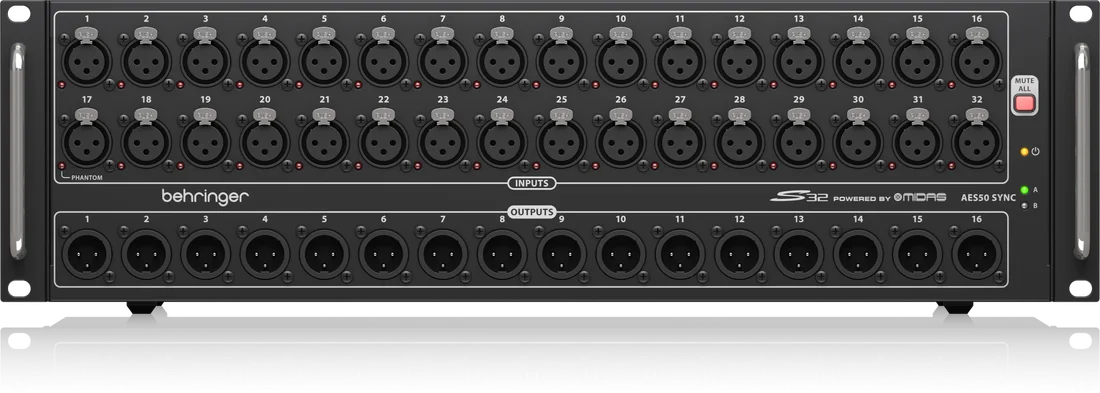 1 2 3 4 5 6 7 8 9 10 11 12 13 14 15 16
MUTE
ALL
17 18 19 20 21 22 23 24 25 26 27 28 29 30 31 32
PHANTOM
INPUTS
A
behringer
S32 POWERED BY MIDAS
AES50 SYNC
B
OUTPUTS
1 2 3 4 5 6 7 8 9 10 11 12 13 14 15 16